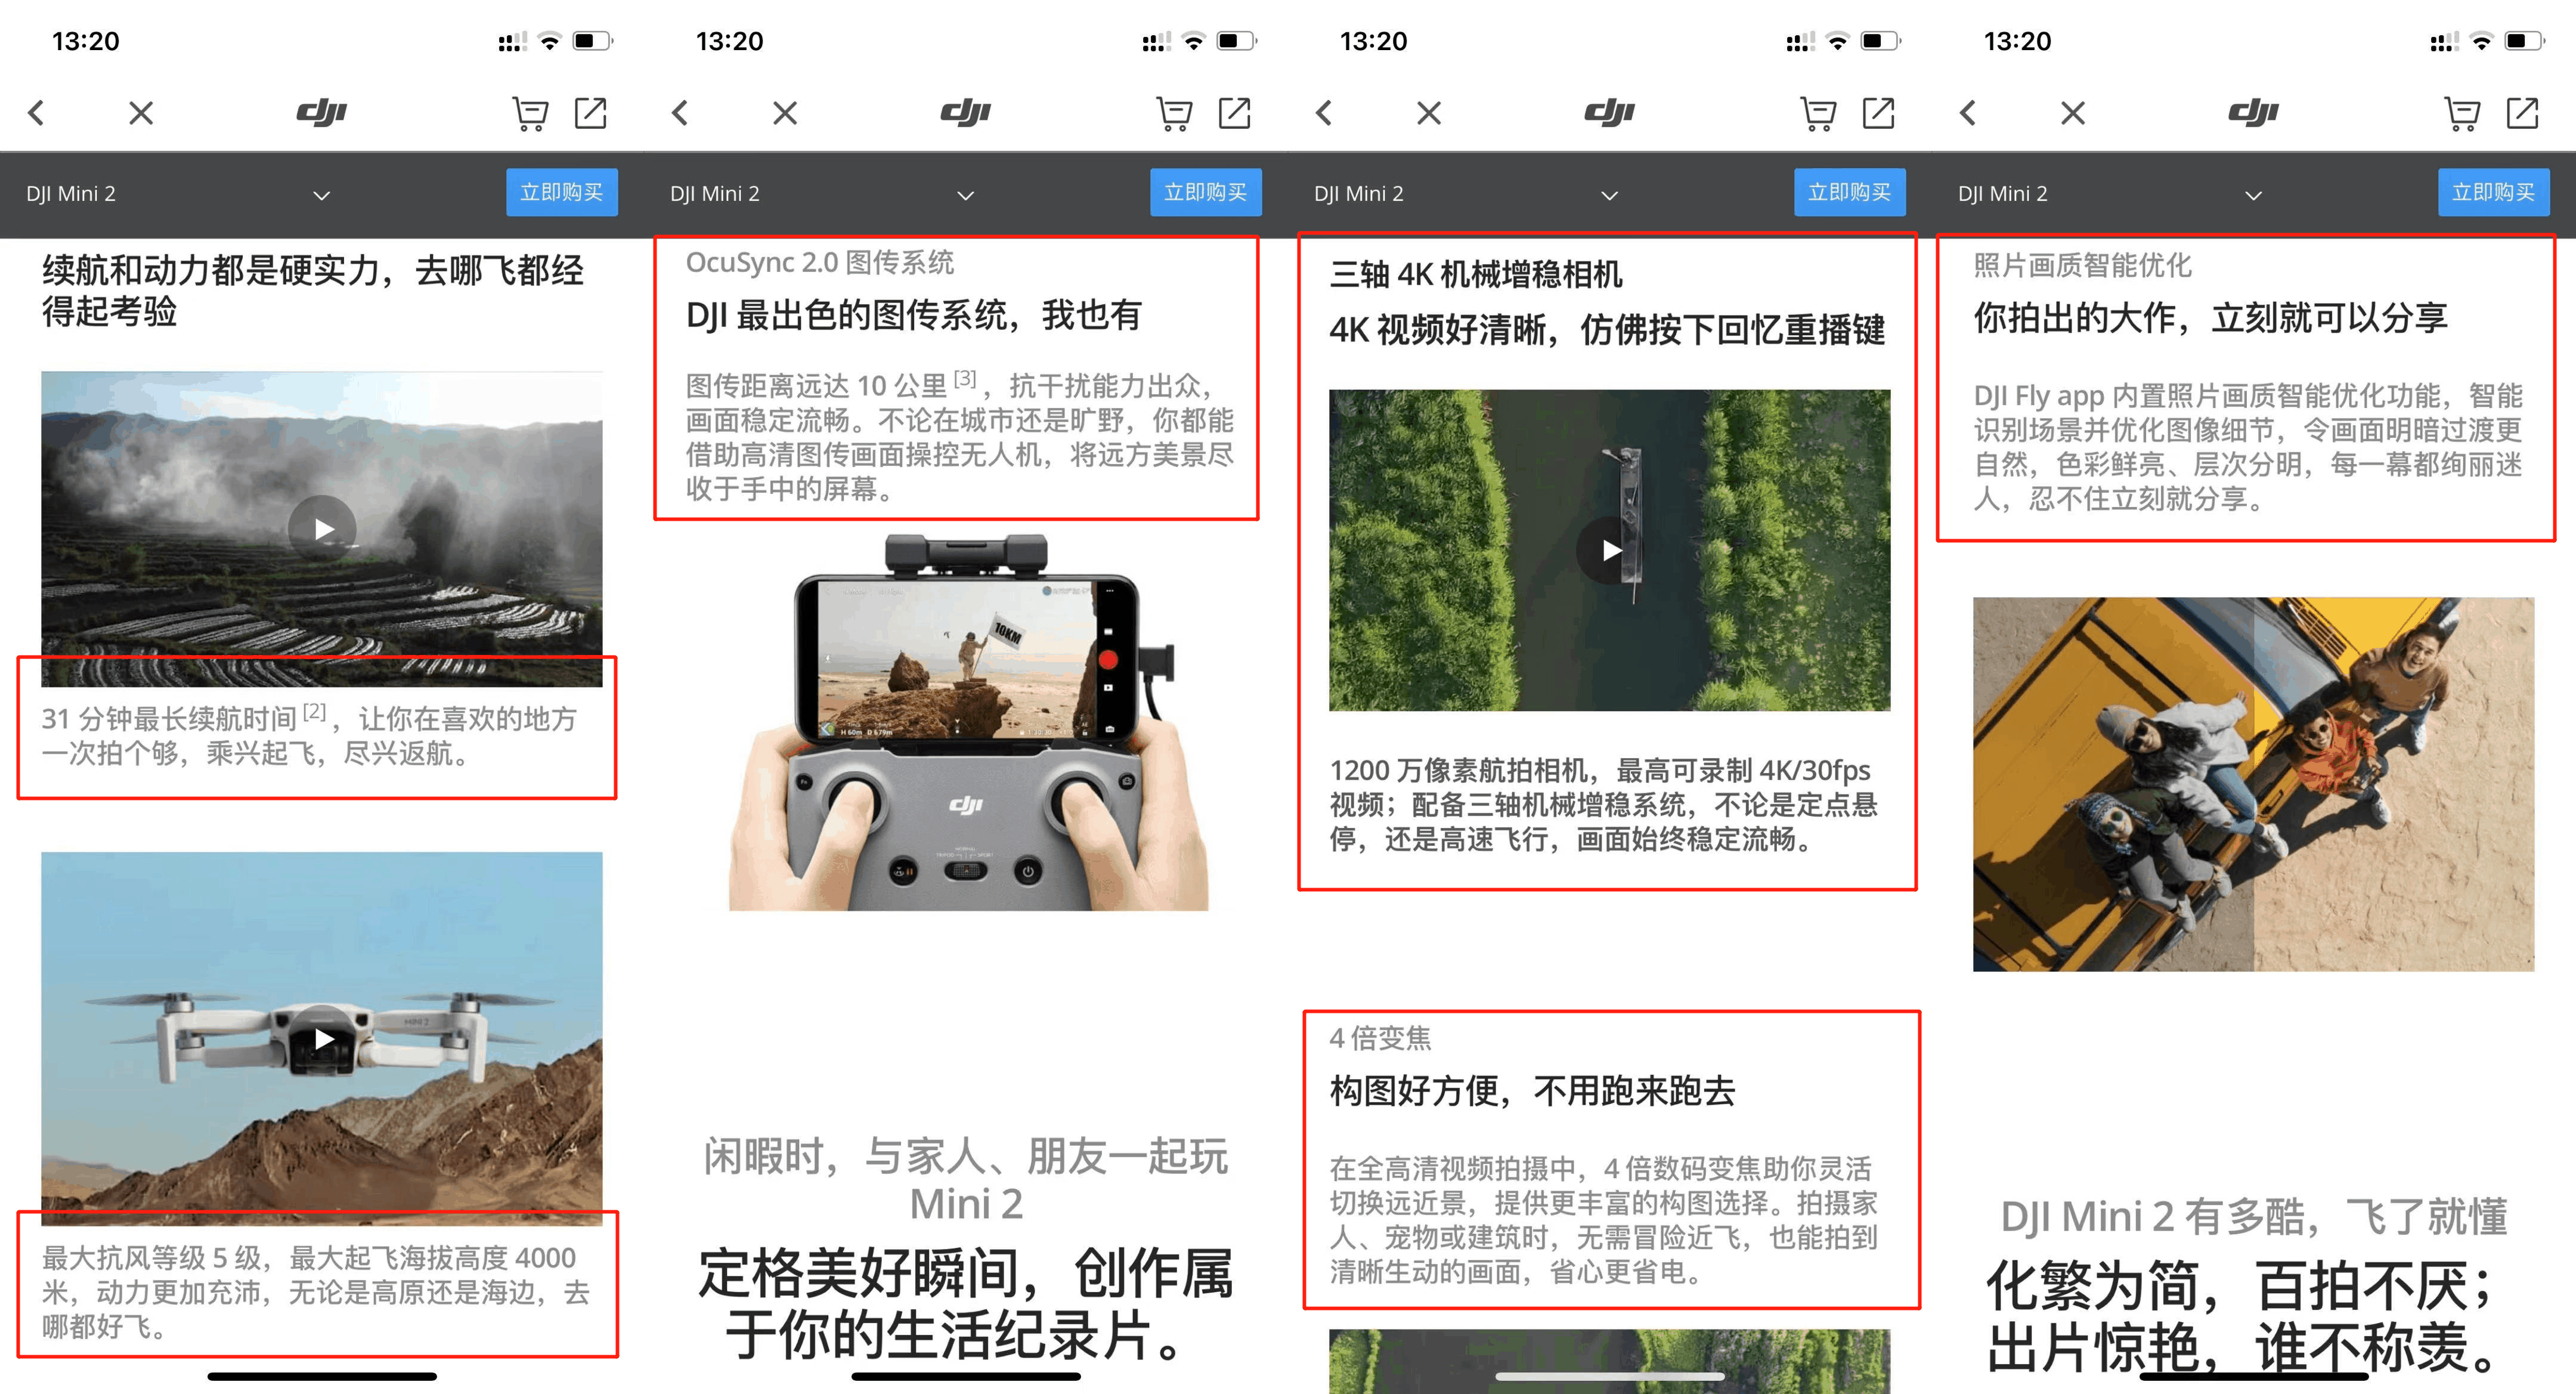 13:20
dji
DJI Mini 2
立即购买
续航和动力都是硬实力，去哪飞都经
得起考验
31 分钟最长续航时间 [2]，让你在喜欢的地方
一次拍个够，乘兴起飞，尽兴返航。
MINI 2
最大抗风等级 5 级，最大起飞海拔高度 4000
米，动力更加充沛，无论是高原还是海边，去
哪都好飞。
13:20
dji
DJI Mini 2
立即购买
OcuSync 2.0 图传系统
DJI 最出色的图传系统，我也有
图传距离远达 10 公里 [3]，抗干扰能力出众，
画面稳定流畅。不论在城市还是旷野，你都能
借助高清图传画面操控无人机，将远方美景尽
收于手中的屏幕。
10KM
H 60m D 579m
dji
闲暇时，与家人、朋友一起玩
Mini 2
定格美好瞬间，创作属
于你的生活纪录片。
13:20
dji
DJI Mini 2
立即购买
三轴 4K 机械增稳相机
4K 视频好清晰，仿佛按下回忆重播键
1200 万像素航拍相机，最高可录制 4K/30fps
视频；配备三轴机械增稳系统，不论是定点悬
停，还是高速飞行，画面始终稳定流畅。
4 倍变焦
构图好方便，不用跑来跑去
在全高清视频拍摄中，4 倍数码变焦助你灵活
切换远近景，提供更丰富的构图选择。拍摄家
人、宠物或建筑时，无需冒险近飞，也能拍到
清晰生动的画面，省心更省电。
13:20
dji
DJI Mini 2
立即购买
照片画质智能优化
你拍出的大作，立刻就可以分享
DJI Fly app 内置照片画质智能优化功能，智能
识别场景并优化图像细节，令画面明暗过渡更
自然，色彩鲜亮、层次分明，每一幕都绚丽迷
人，忍不住立刻就分享。
DJI Mini 2 有多酷，飞了就懂
化繁为简，百拍不厌；
出片惊艳，谁不称羡。